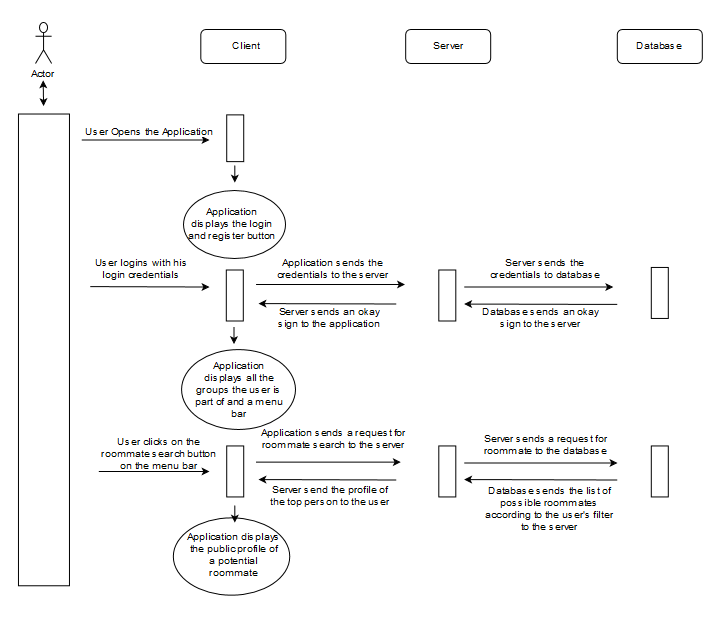 Client
Server
Database
Actor
User Opens the Application
Application
displays the login
and register button
User logins with his
login credentials
Application sends the
credentials to the server
Server sends the
credentials to database
Server sends an okay
sign to the application
Database sends an okay
sign to the server
Application
displays all the
groups the user is
part of and a menu
bar
User clicks on the
roommate search button
on the menu bar
Application sends a request for
roommate search to the server
Server sends a request for
roommate to the database
Server send the profile of
the top person to the user
Database sends the list of
possible roommates
according to the user's filter
to the server
Application displays
the public profile of
a potential
roommate